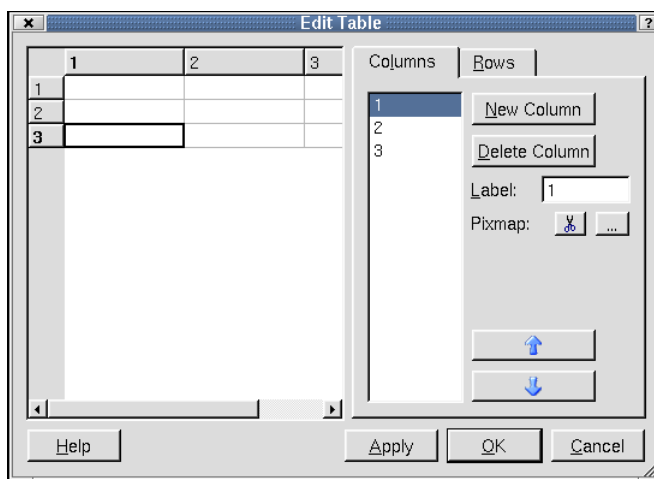 Edit Table
?
1 2 3
1
2
3
Columns Rows
1
2
3
New Column
Delete Column
Label: 1
Pixmap: ...
Help Apply OK Cancel